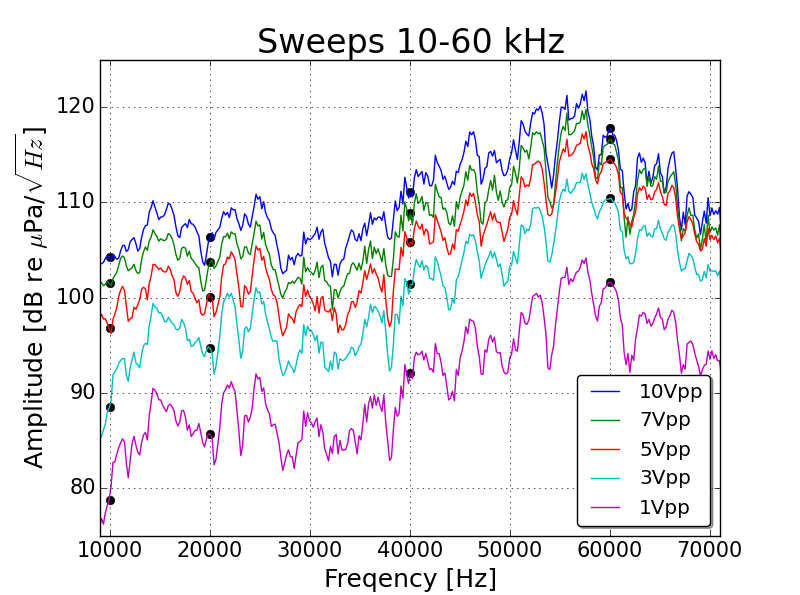 Sweeps 10-60 kHz
Amplitude [dB re μPa/√Hz]
120
110
100
90
80
10000 20000 30000 40000 50000 60000 70000
Freqency [Hz]
10Vpp
7Vpp
5Vpp
3Vpp
1Vpp